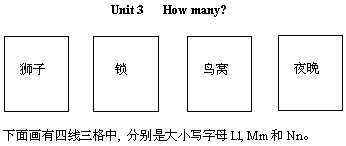 Unit 3 How many?
狮子 锁 鸟窝 夜晚
下面画有四线三格中, 分别是大小写字母 Ll, Mm 和 Nn。